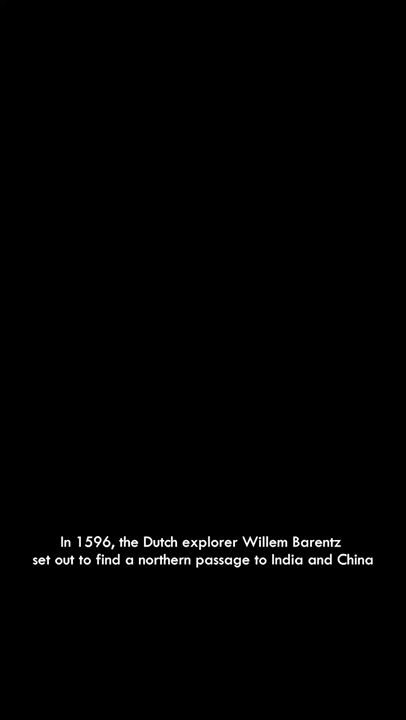 In 1596, the Dutch explorer Willem Barentz
set out to find a northern passage to India and China